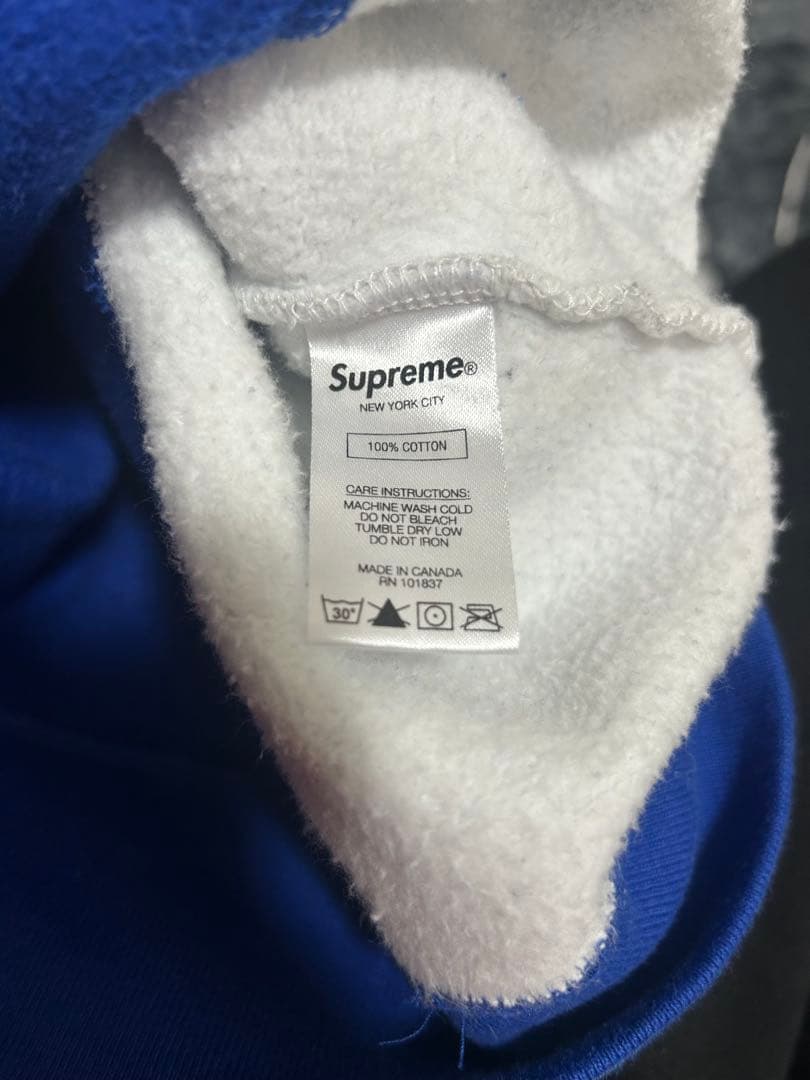 Supreme®
NEW YORK CITY
100% COTTON
CARE INSTRUCTIONS:
MACHINE WASH COLD
DO NOT BLEACH
TUMBLE DRY LOW
DO NOT IRON
MADE IN CANADA
RN 101837
30°